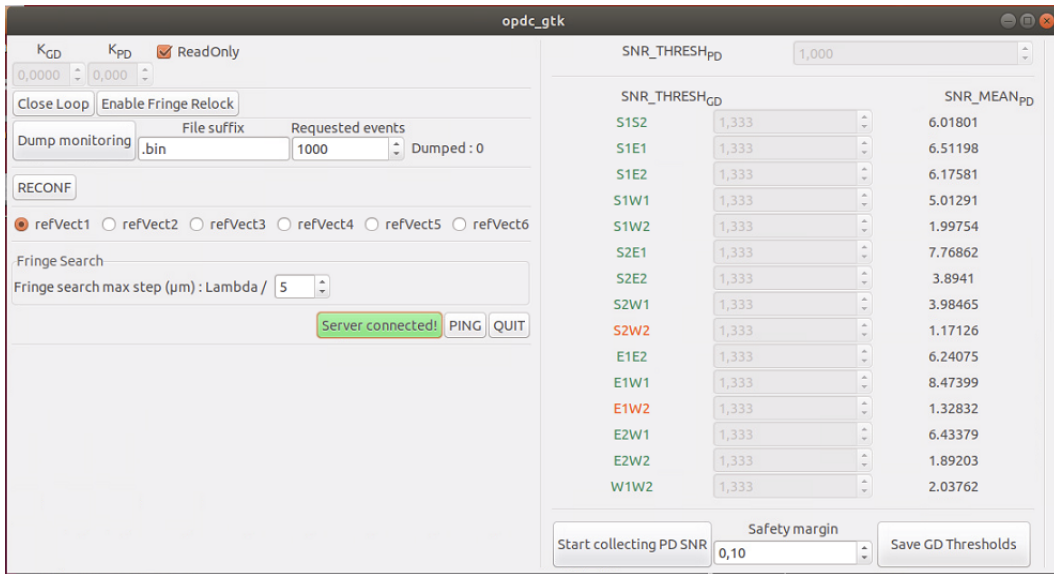 opdc_gtk
K_GD K_PD ReadOnly
0,0000 0,000
Close Loop Enable Fringe Relock
Dump monitoring File suffix Requested events
.bin 1000 Dumped : 0
RECONF
refVect1 refVect2 refVect3 refVect4 refVect5 refVect6
Fringe Search
Fringe search max step (μm) : Lambda / 5
Server connected! PING QUIT
SNR_THRESH_PD 1,000
SNR_THRESH_GD SNR_MEAN_PD
S1S2 1,333 6.01801
S1E1 1,333 6.51198
S1E2 1,333 6.17581
S1W1 1,333 5.01291
S1W2 1,333 1.99754
S2E1 1,333 7.76862
S2E2 1,333 3.8941
S2W1 1,333 3.98465
S2W2 1,333 1.17126
E1E2 1,333 6.24075
E1W1 1,333 8.47399
E1W2 1,333 1.32832
E2W1 1,333 6.43379
E2W2 1,333 1.89203
W1W2 1,333 2.03762
Start collecting PD SNR Safety margin Save GD Thresholds
0,10